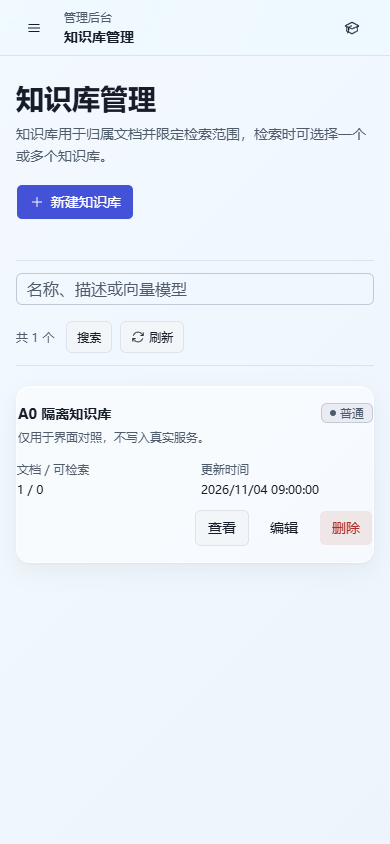 管理后台
知识库管理
知识库管理
知识库用于归属文档并限定检索范围，检索时可选择一个
或多个知识库。
新建知识库
名称、描述或向量模型
共 1 个 搜索 刷新
A0 隔离知识库 普通
仅用于界面对照，不写入真实服务。
文档 / 可检索 更新时间
1 / 0 2026/11/04 09:00:00
查看 编辑 删除